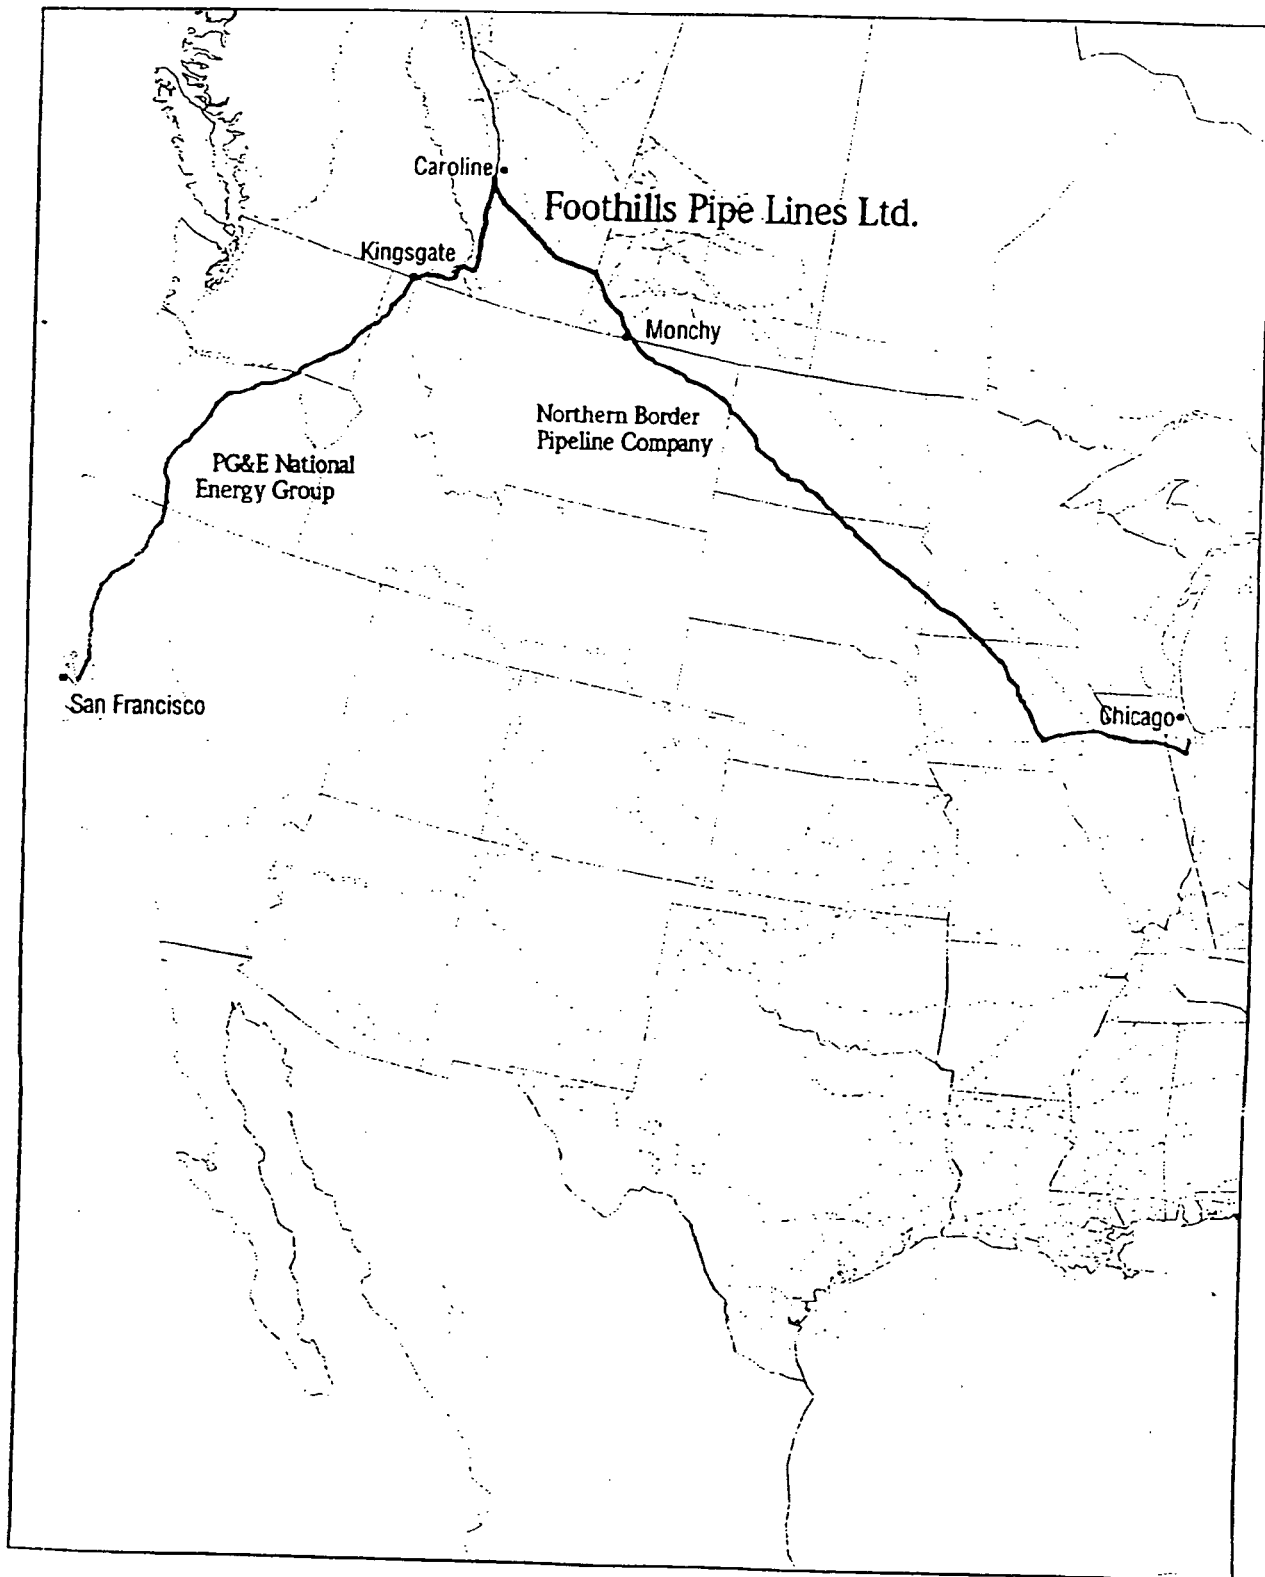 Caroline
Foothills Pipe Lines Ltd.
Kingsgate
Monchy
Northern Border
Pipeline Company
PG&E National
Energy Group
San Francisco
Chicago